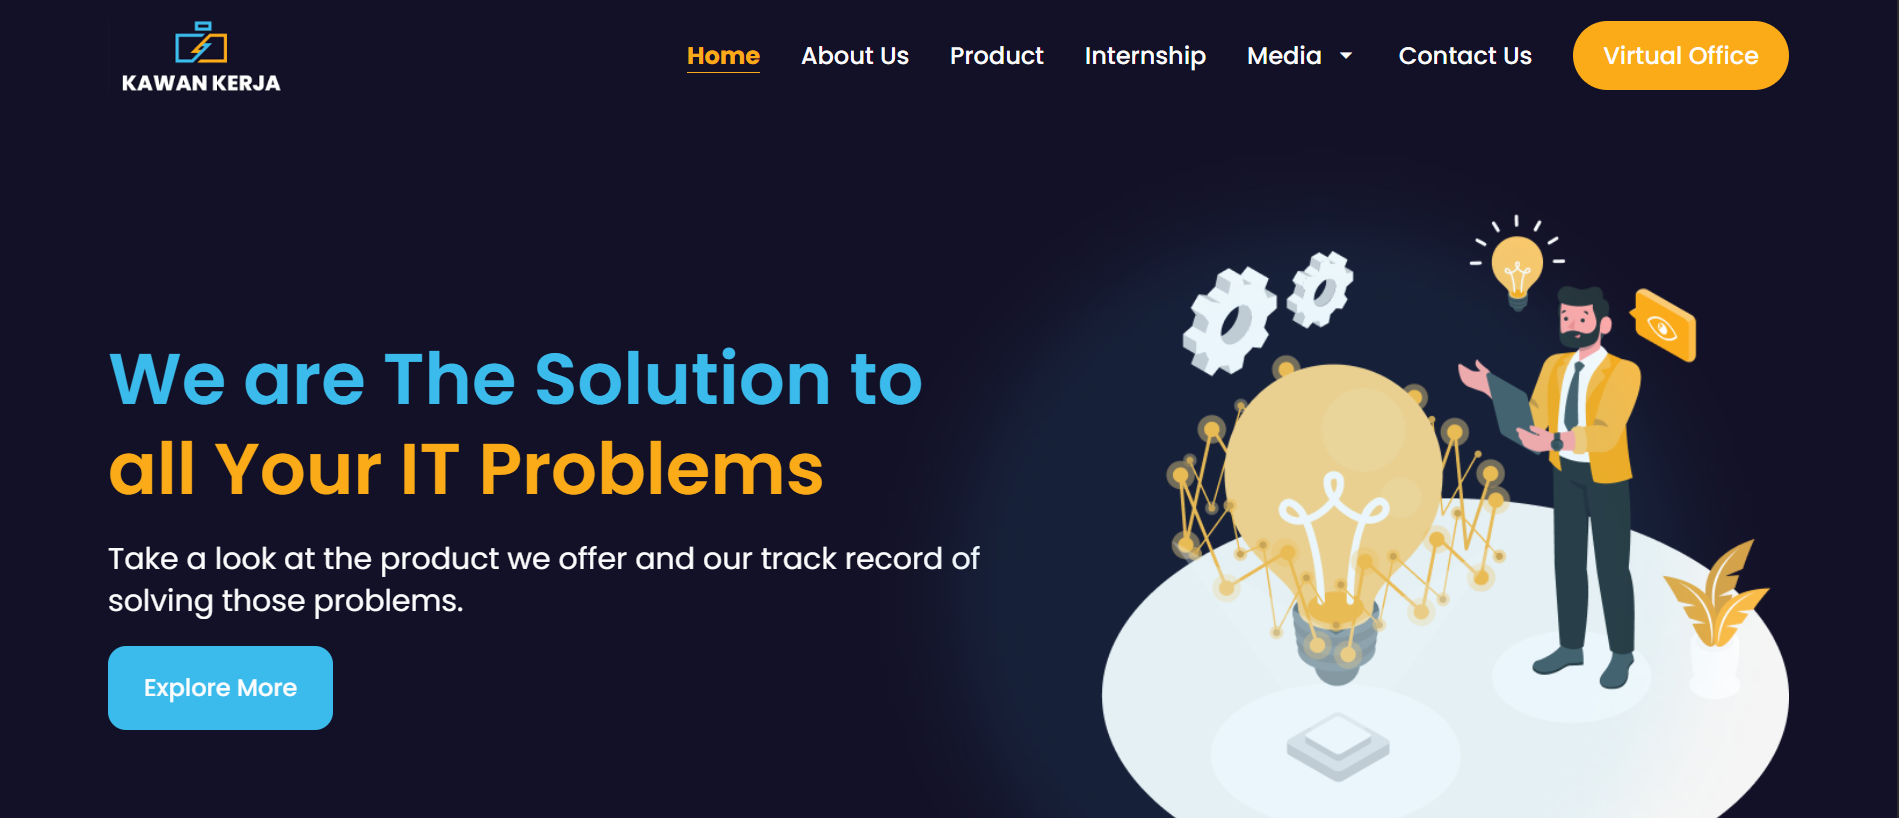 KAWAN KERJA
Home About Us Product Internship Media Contact Us Virtual Office
We are The Solution to
all Your IT Problems
Take a look at the product we offer and our track record of
solving those problems.
Explore More